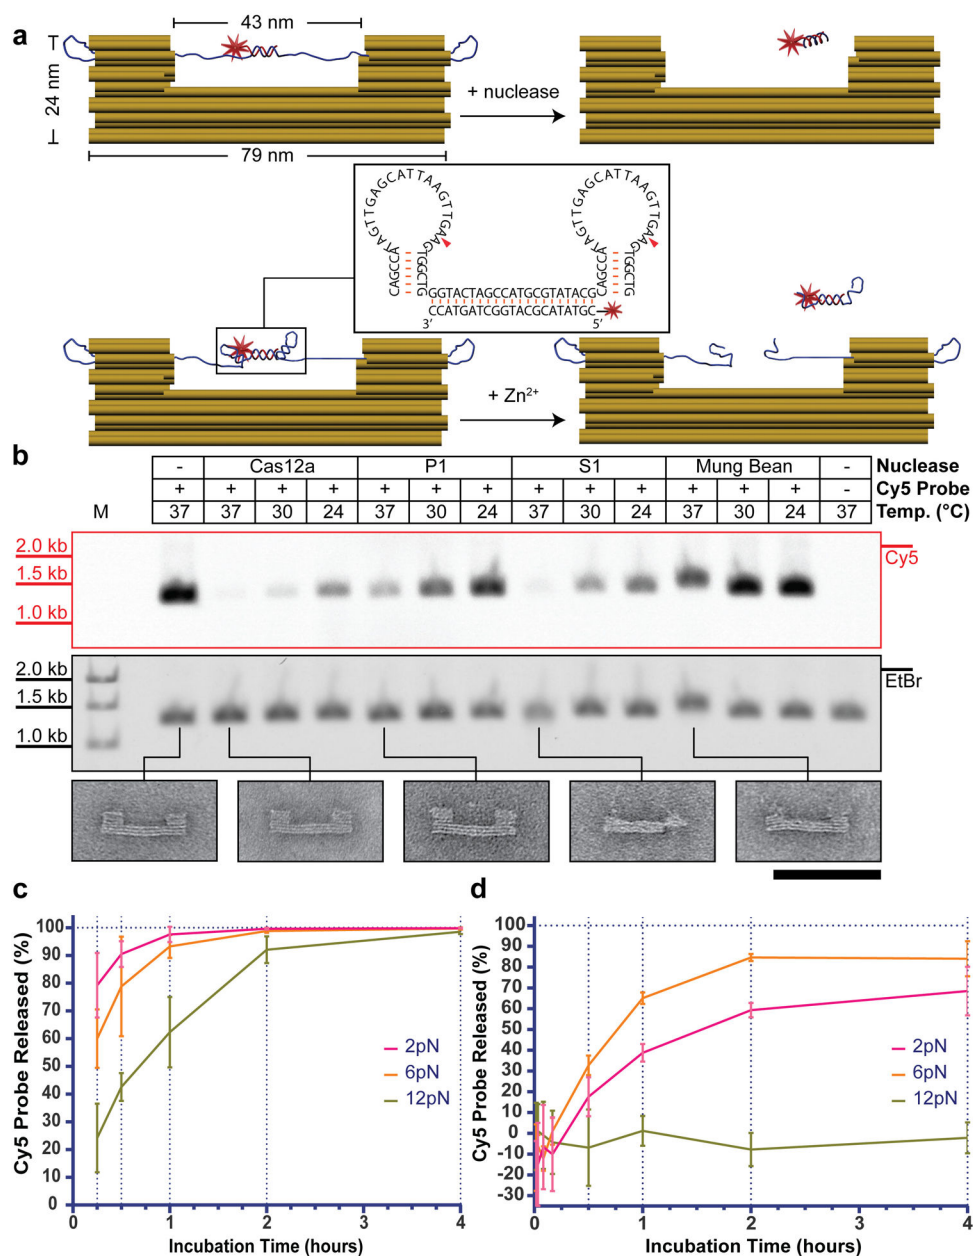 a
43 nm
24 nm
+ nuclease
79 nm
AAGTTGAGCATTAAGTTGAAG
AAGTTGAGCATTAAGTTGAAG
CAGCCA
TGGCTG
CAGCCA
TGGCTG
GGTACTAGCCATGCGTATACG
CCATGATCGGTACGCATATGC
3′ 5′
+ Zn²⁺
b
- Cas12a P1 S1 Mung Bean - Nuclease
+ + + + + + + + + + + + + - Cy5 Probe
M 37 37 30 24 37 30 24 37 30 24 37 30 24 37 Temp. (°C)
2.0 kb
1.5 kb
1.0 kb
Cy5
2.0 kb
1.5 kb
1.0 kb
EtBr
c
Cy5 Probe Released (%)
100
90
80
70
60
50
40
30
20
10
0
2pN
6pN
12pN
0 1 2 3 4
Incubation Time (hours)
d
Cy5 Probe Released (%)
100
90
80
70
60
50
40
30
20
10
0
-10
-20
-30
2pN
6pN
12pN
0 1 2 3 4
Incubation Time (hours)